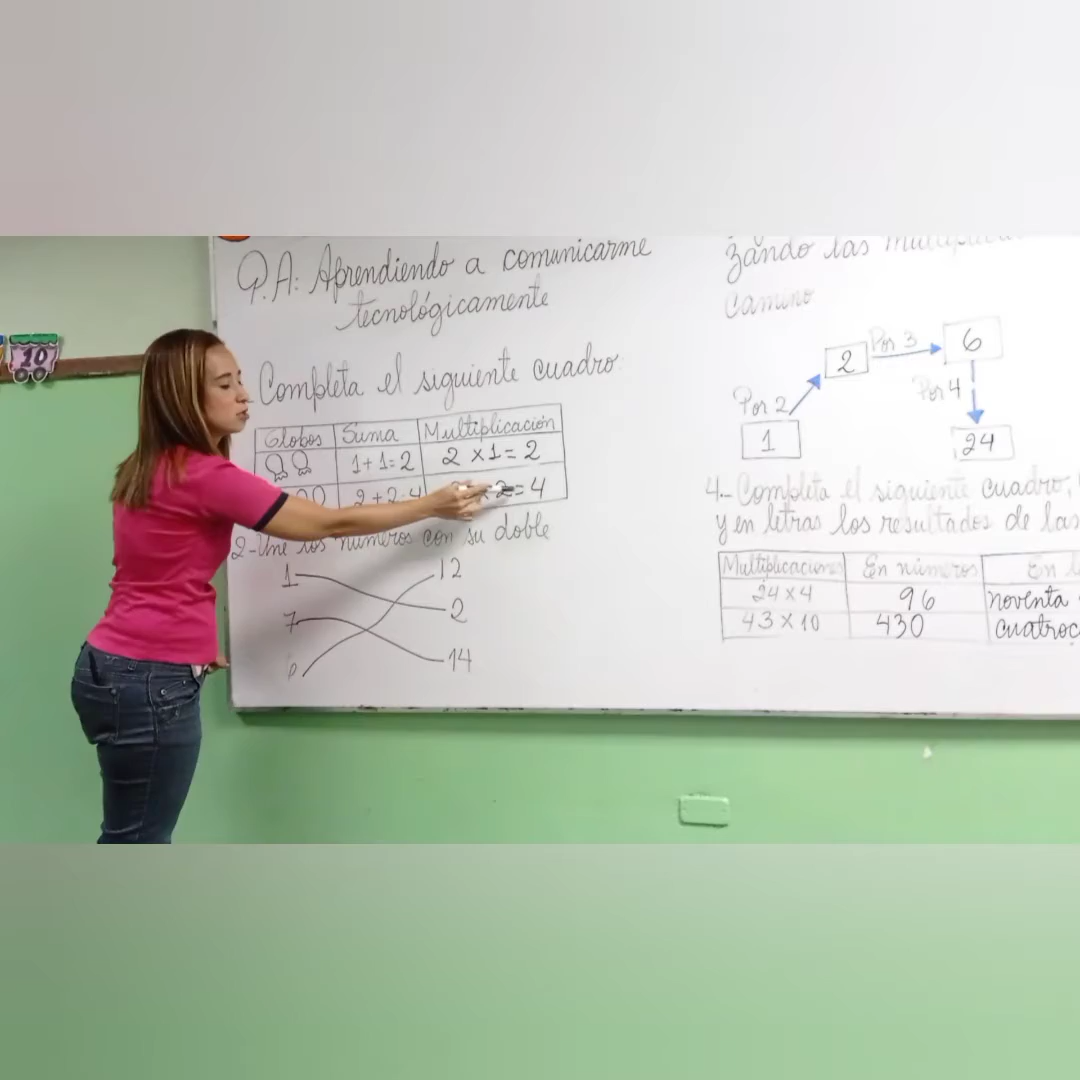 10
P.A: Aprendiendo a comunicarme
tecnológicamente
Completa el siguiente cuadro:
Globos Suma Multiplicación
1+1=2 2 x 1 = 2
2+2=4 2=4
2-Une los números con su doble
1 12
7 2
6 14
zando las
camino
Por 2
1
2
Por 3
6
Por 4
24
4.- Completa el siguiente cuadro,
y en letras los resultados de las
Multiplicaciones En números En
24 x 4 96 noventa
43 x 10 430